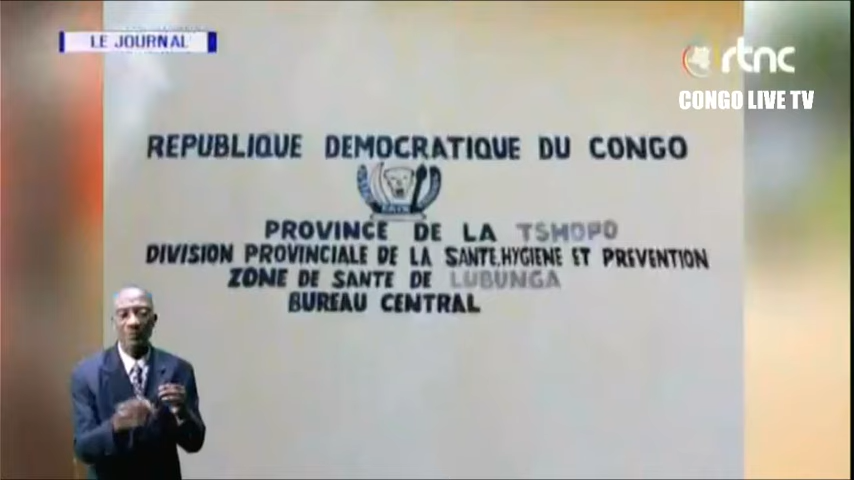 LE JOURNAL
rtnc
CONGO LIVE TV
REPUBLIQUE DEMOCRATIQUE DU CONGO
PROVINCE DE LA TSHOPO
DIVISION PROVINCIALE DE LA SANTE, HYGIENE ET PREVENTION
ZONE DE SANTE DE LUBUNGA
BUREAU CENTRAL